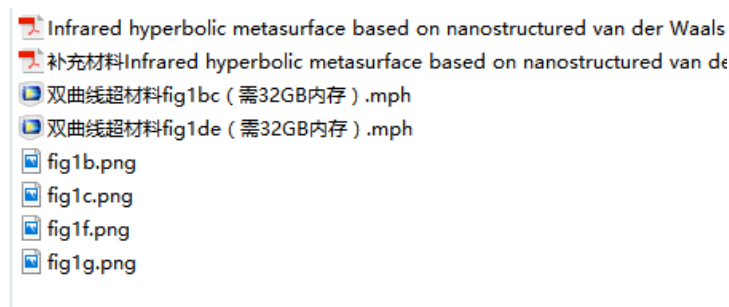 Infrared hyperbolic metasurface based on nanostructured van der Waals
补充材料Infrared hyperbolic metasurface based on nanostructured van de
双曲线超材料fig1bc（需32GB内存）.mph
双曲线超材料fig1de（需32GB内存）.mph
fig1b.png
fig1c.png
fig1f.png
fig1g.png